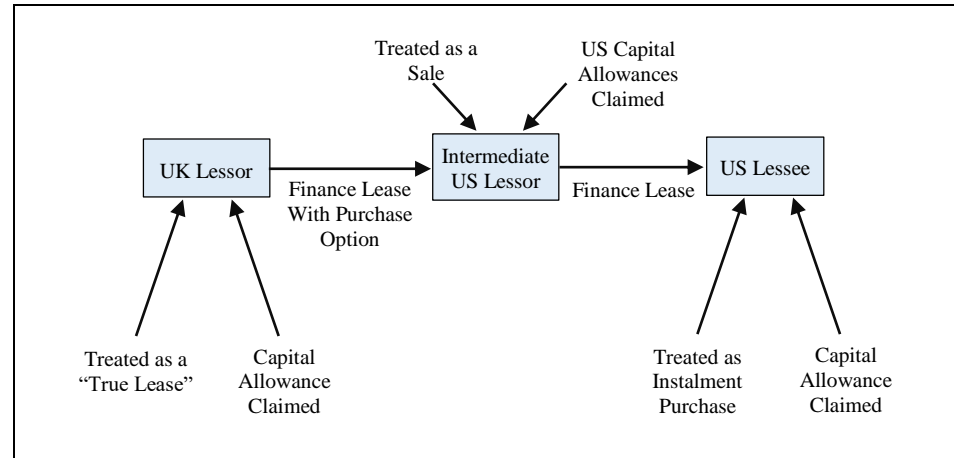 Treated as a
Sale
US Capital
Allowances
Claimed
UK Lessor
Finance Lease
With Purchase
Option
Intermediate
US Lessor
Finance Lease
US Lessee
Treated as a
“True Lease”
Capital
Allowance
Claimed
Treated as
Instalment
Purchase
Capital
Allowance
Claimed